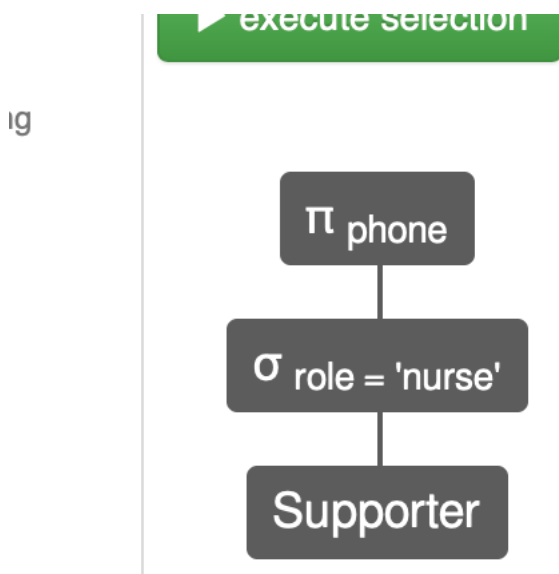 ▶ execute selection
π phone
σ role = 'nurse'
Supporter